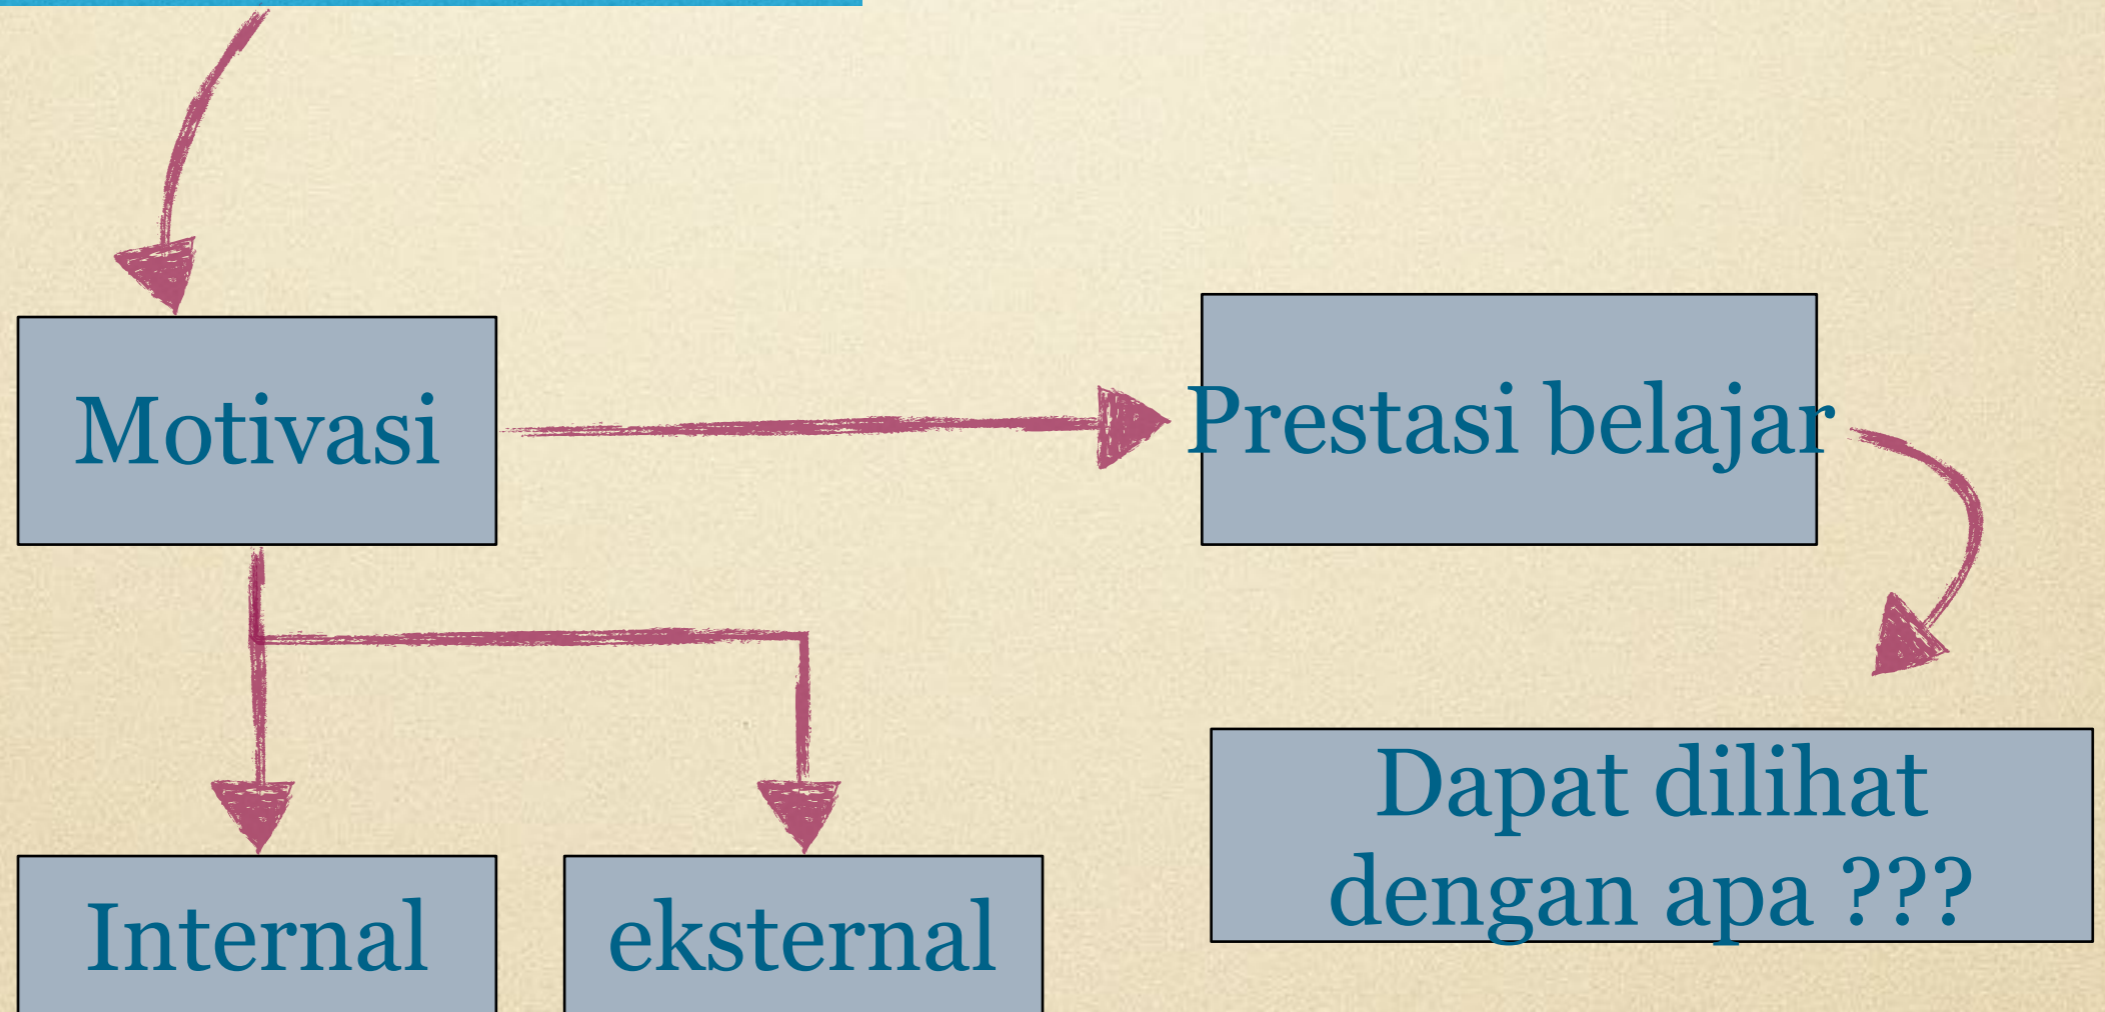 Motivasi
Prestasi belajar
Dapat dilihat
dengan apa ???
Internal
eksternal